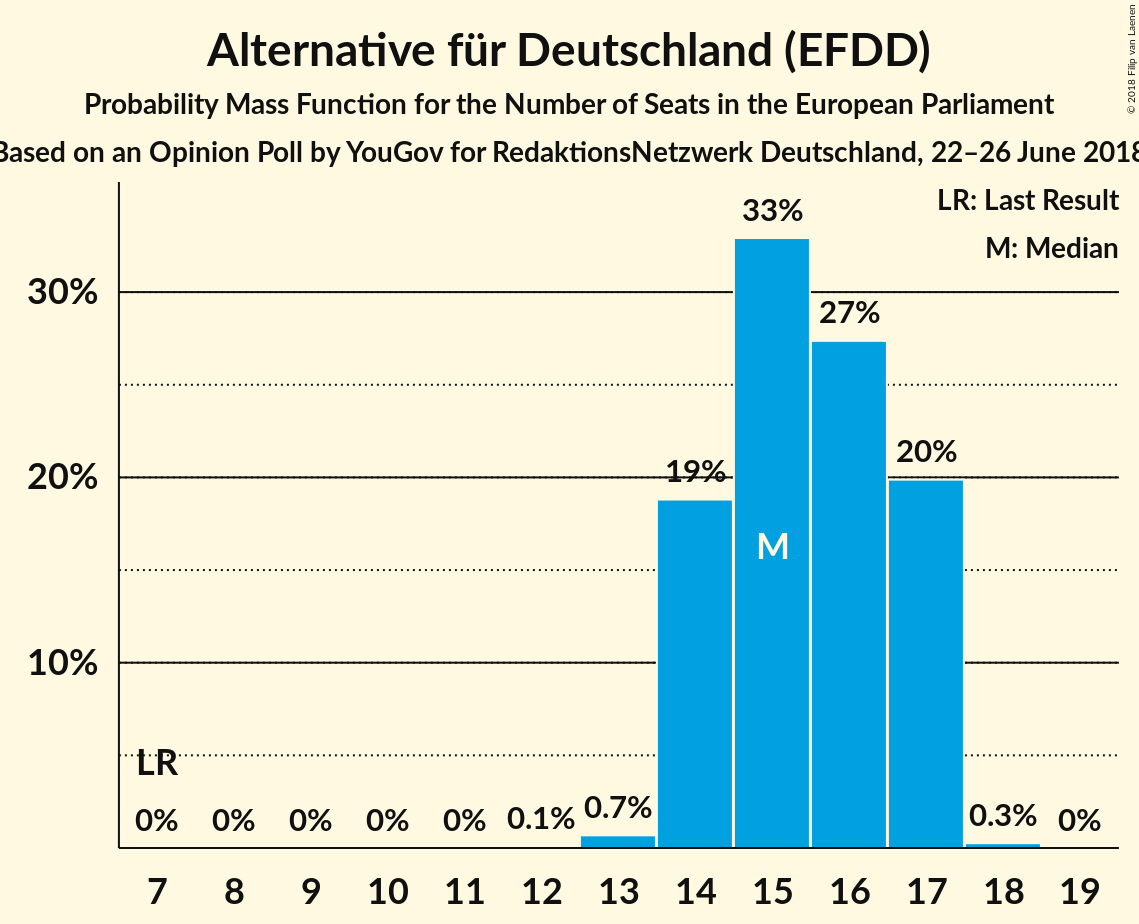 Alternative für Deutschland (EFDD)
Probability Mass Function for the Number of Seats in the European Parliament
Based on an Opinion Poll by YouGov for RedaktionsNetzwerk Deutschland, 22–26 June 2018
© 2018 Filip van Laenen
LR: Last Result
M: Median
30%
20%
10%
33%
27%
20%
19%
M
LR
0% 0% 0% 0% 0% 0.1% 0.7% 0.3% 0%
7 8 9 10 11 12 13 14 15 16 17 18 19